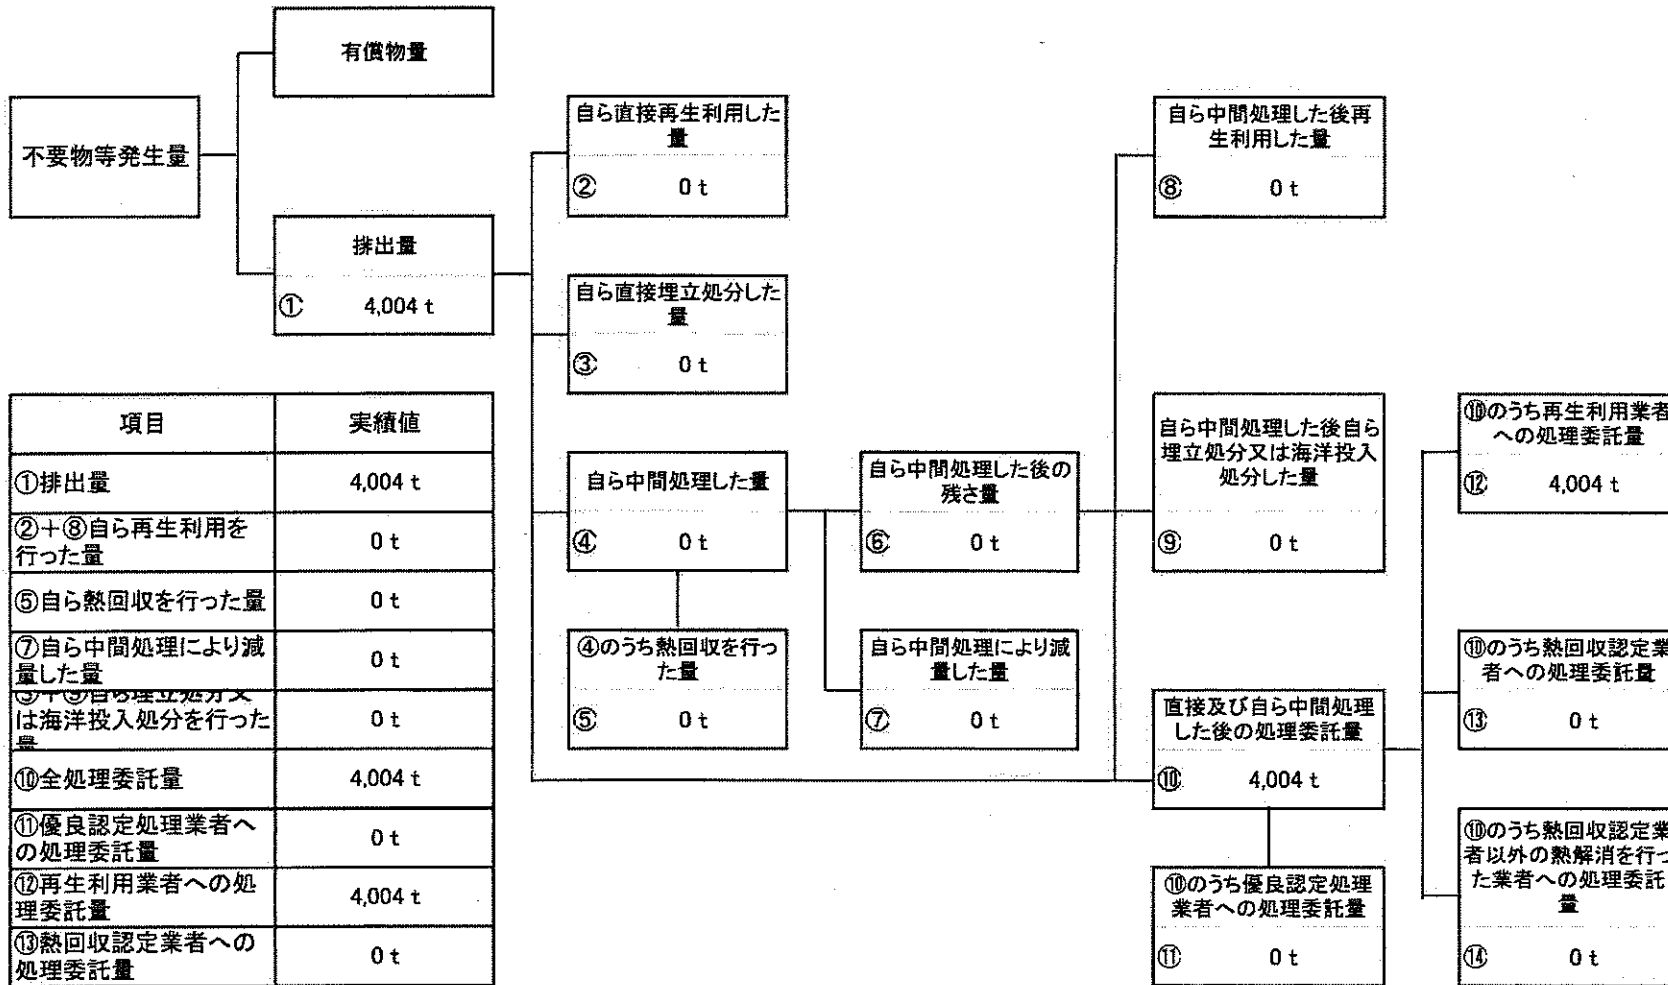 有償物量
不要物等発生量
排出量
① 4,004 t
自ら直接再生利用した
量
② 0 t
自ら直接埋立処分した
量
③ 0 t
自ら中間処理した量
④ 0 t
④のうち熱回収を行っ
た量
⑤ 0 t
自ら中間処理した後の
残さ量
⑥ 0 t
自ら中間処理により減
量した量
⑦ 0 t
自ら中間処理した後再
生利用した量
⑧ 0 t
自ら中間処理した後自ら
埋立処分又は海洋投入
処分した量
⑨ 0 t
直接及び自ら中間処理
した後の処理委託量
⑩ 4,004 t
⑩のうち優良認定処理
業者への処理委託量
⑪ 0 t
⑩のうち再生利用業者
への処理委託量
⑫ 4,004 t
⑩のうち熱回収認定業
者への処理委託量
⑬ 0 t
⑩のうち熱回収認定業
者以外の熱解消を行っ
た業者への処理委託
量
⑭ 0 t
項目 実績値
①排出量 4,004 t
②+⑧自ら再生利用を
行った量 0 t
⑤自ら熱回収を行った量 0 t
⑦自ら中間処理により減
量した量 0 t
③+⑨自ら埋立処分又
は海洋投入処分を行った
量 0 t
⑩全処理委託量 4,004 t
⑪優良認定処理業者へ
の処理委託量 0 t
⑫再生利用業者への処
理委託量 4,004 t
⑬熱回収認定業者への
処理委託量 0 t